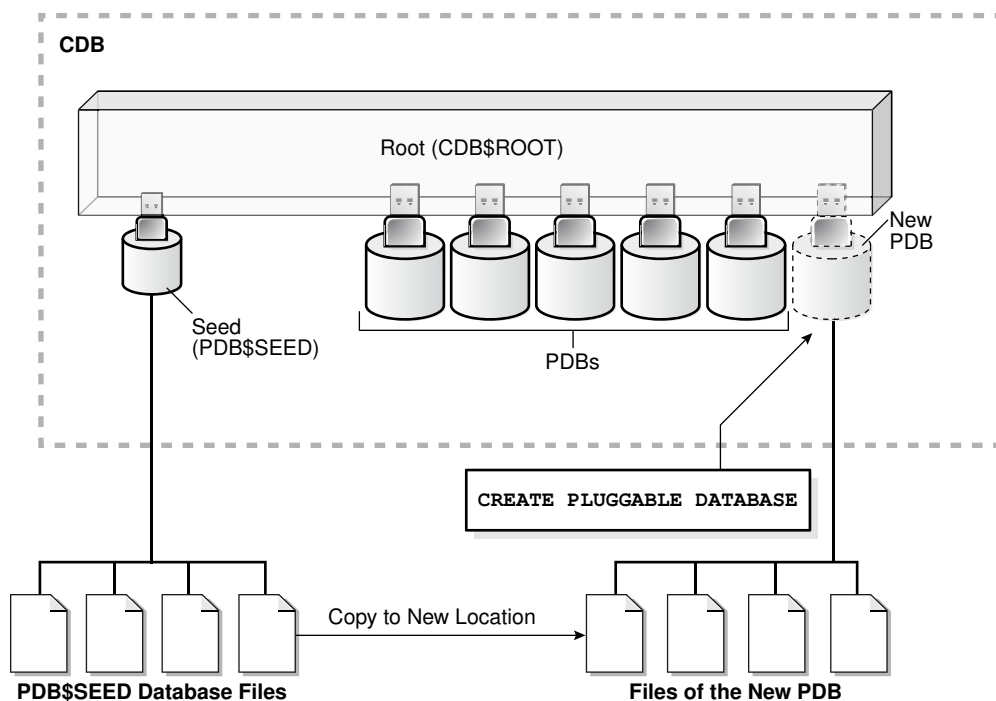 CDB
Root (CDB$ROOT)
New
PDB
Seed
(PDB$SEED)
PDBs
CREATE PLUGGABLE DATABASE
Copy to New Location
PDB$SEED Database Files
Files of the New PDB